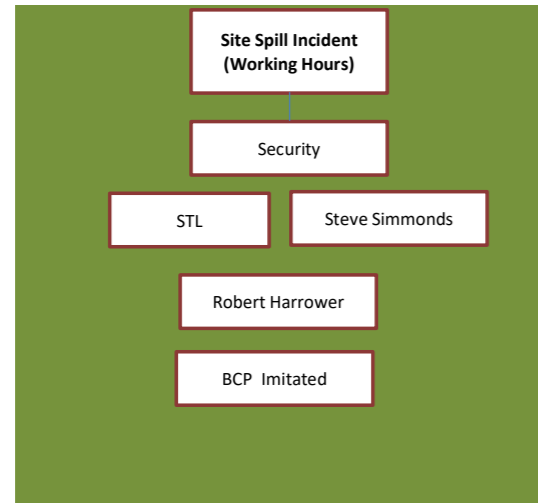 Site Spill Incident
(Working Hours)
Security
STL
Steve Simmonds
Robert Harrower
BCP Imitated